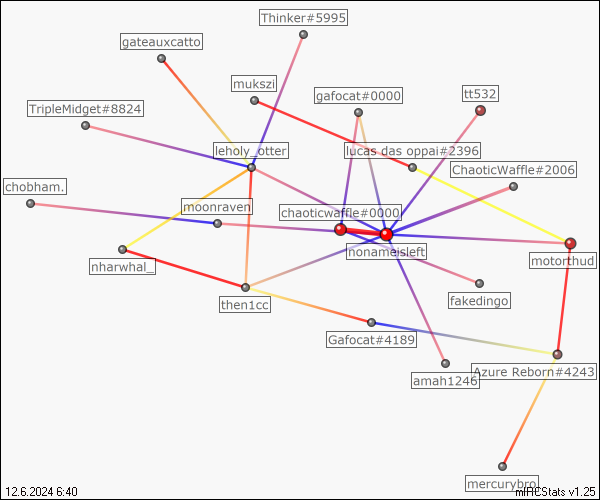 Thinker#5995
gateauxcatto
mukszi
gafocat#0000
tt532
TripleMidget#8824
leholy_otter
lucas das oppai#2396
ChaoticWaffle#2006
chobham.
moonraven
chaoticwaffle#0000
nonameisleft
motorthud
nharwhal_
then1cc
fakedingo
Gafocat#4189
amah1246
Azure Reborn#4243
mercurybro
12.6.2024 6:40
mIRCStats v1.25